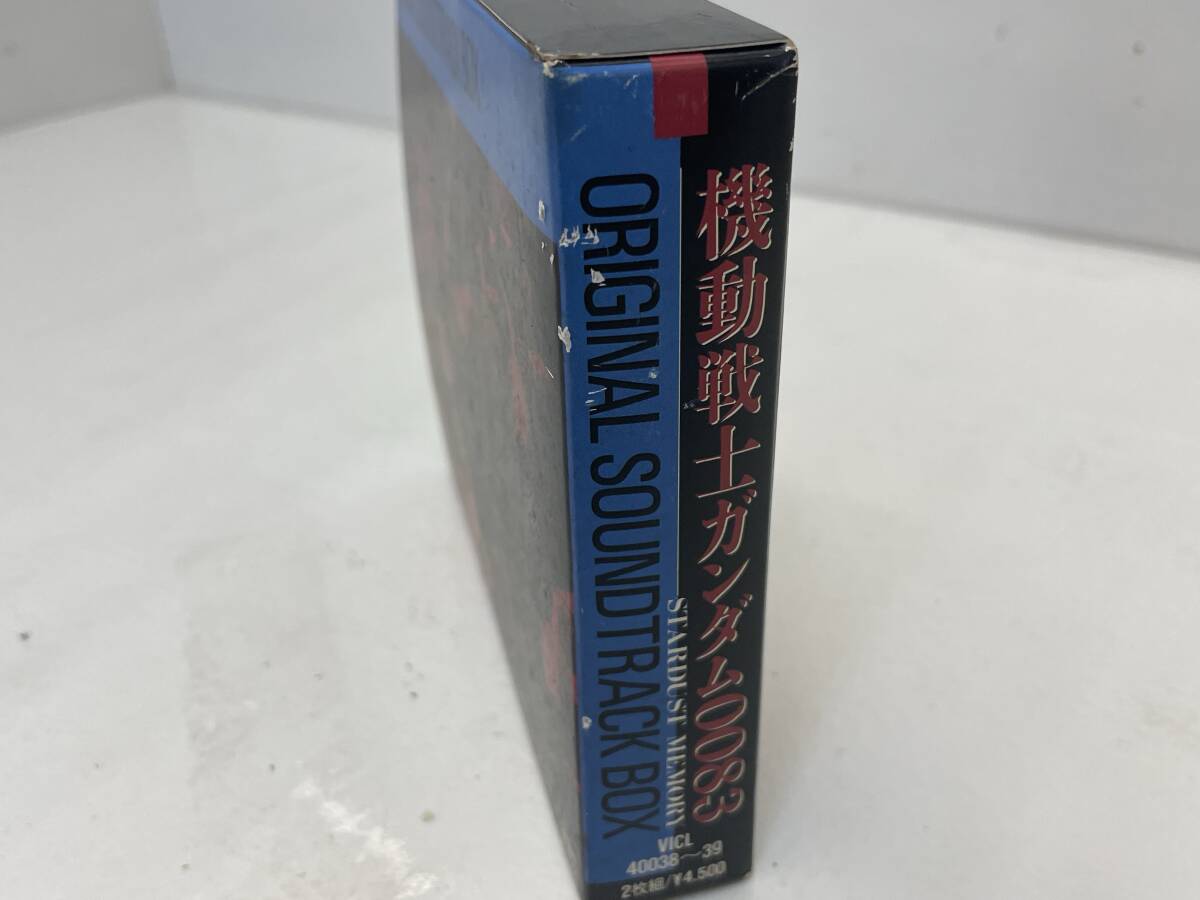 機動戦士ガンダム0083
STARDUST MEMORY
ORIGINAL SOUNDTRACK BOX
VICL
40038〜39
2枚組/¥4,500